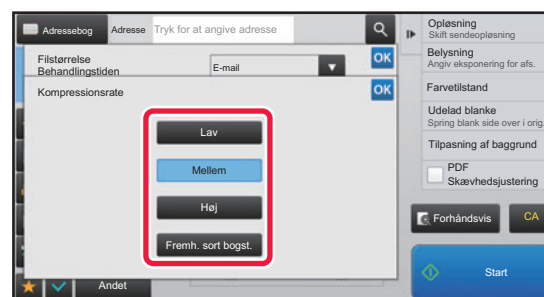 Adressebog
Adresse
Tryk for at angive adresse
Filstørrelse
Behandlingstiden
E-mail
OK
Kompressionsrate
OK
Lav
Mellem
Høj
Fremh. sort bogst.
Andet
Opløsning
Skift sendeopløsning
Belysning
Angiv eksponering for afs.
Farvetilstand
Udelad blanke
Spring blank side over i orig.
Tilpasning af baggrund
PDF
Skævhedsjustering
Forhåndsvis
CA
Start